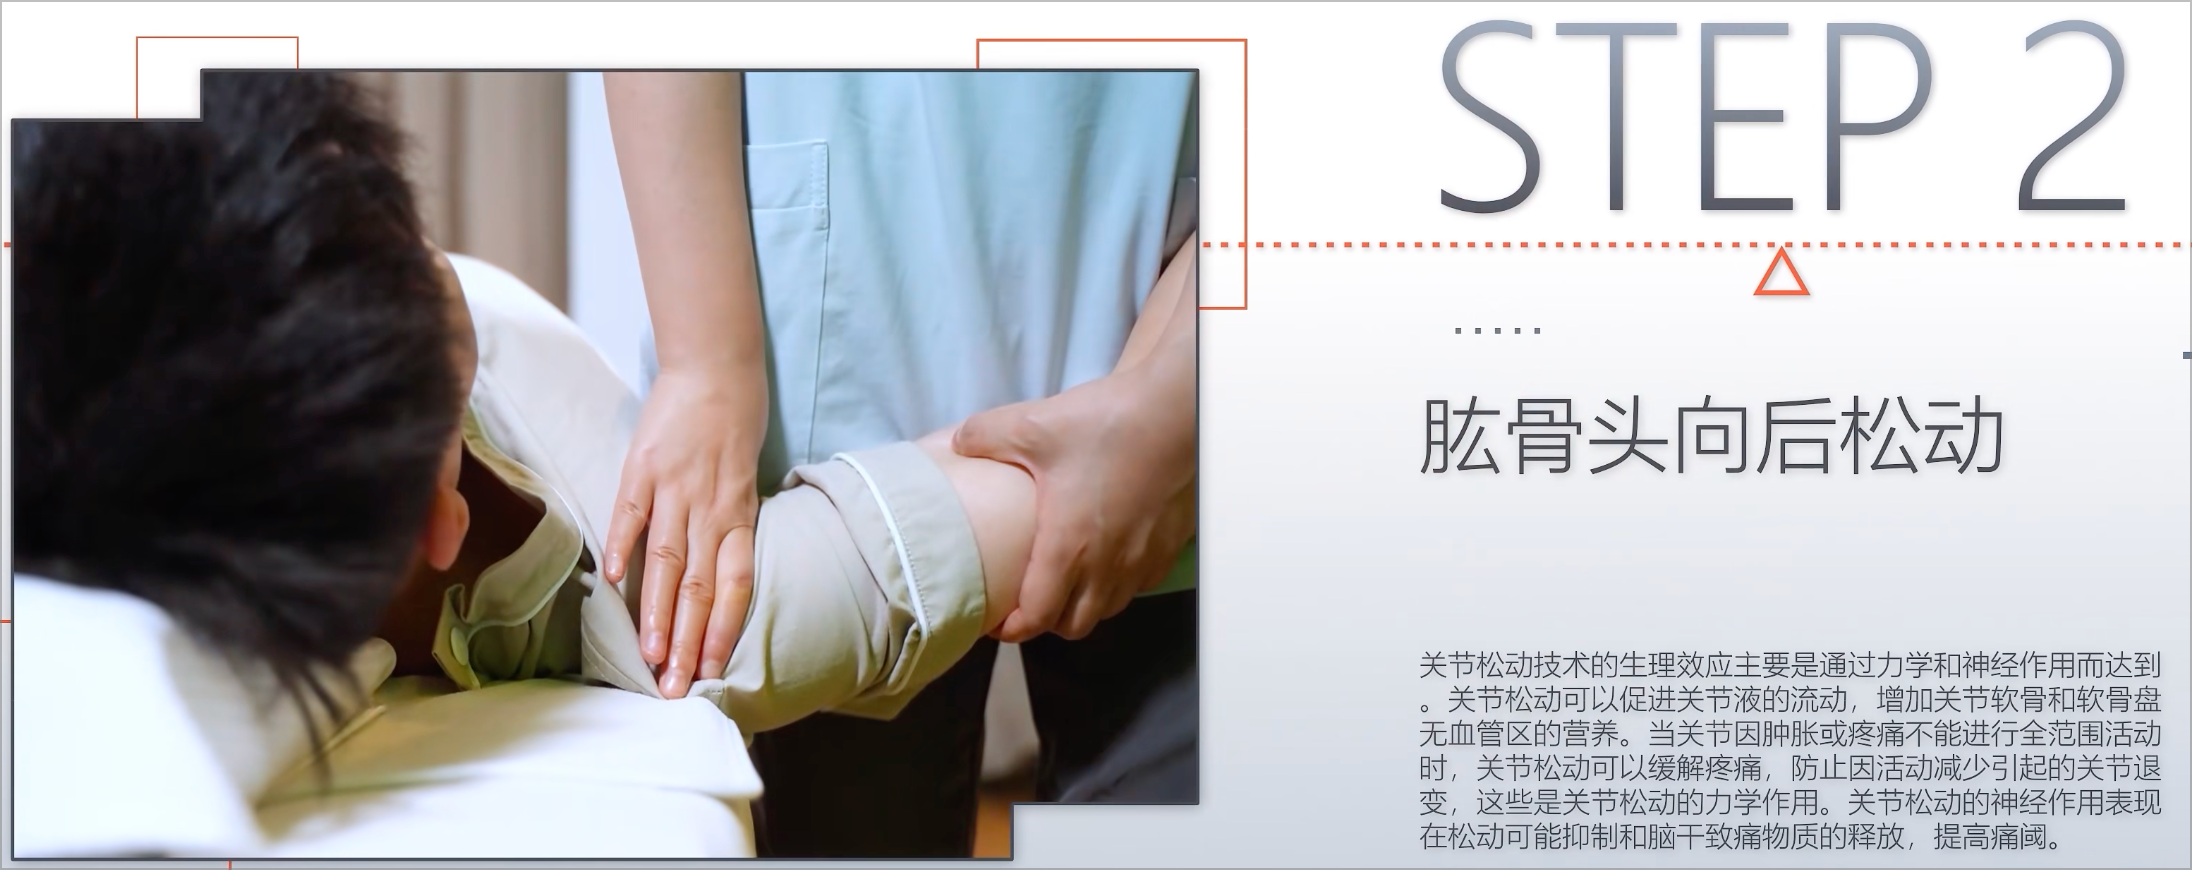 STEP 2
肱骨头向后松动
关节松动技术的生理效应主要是通过力学和神经作用而达到
。关节松动可以促进关节液的流动，增加关节软骨和软骨盘
无血管区的营养。当关节因肿胀或疼痛不能进行全范围活动
时，关节松动可以缓解疼痛，防止因活动减少引起的关节退
变，这些是关节松动的力学作用。关节松动的神经作用表现
在松动可能抑制和脑干致痛物质的释放，提高痛阈。